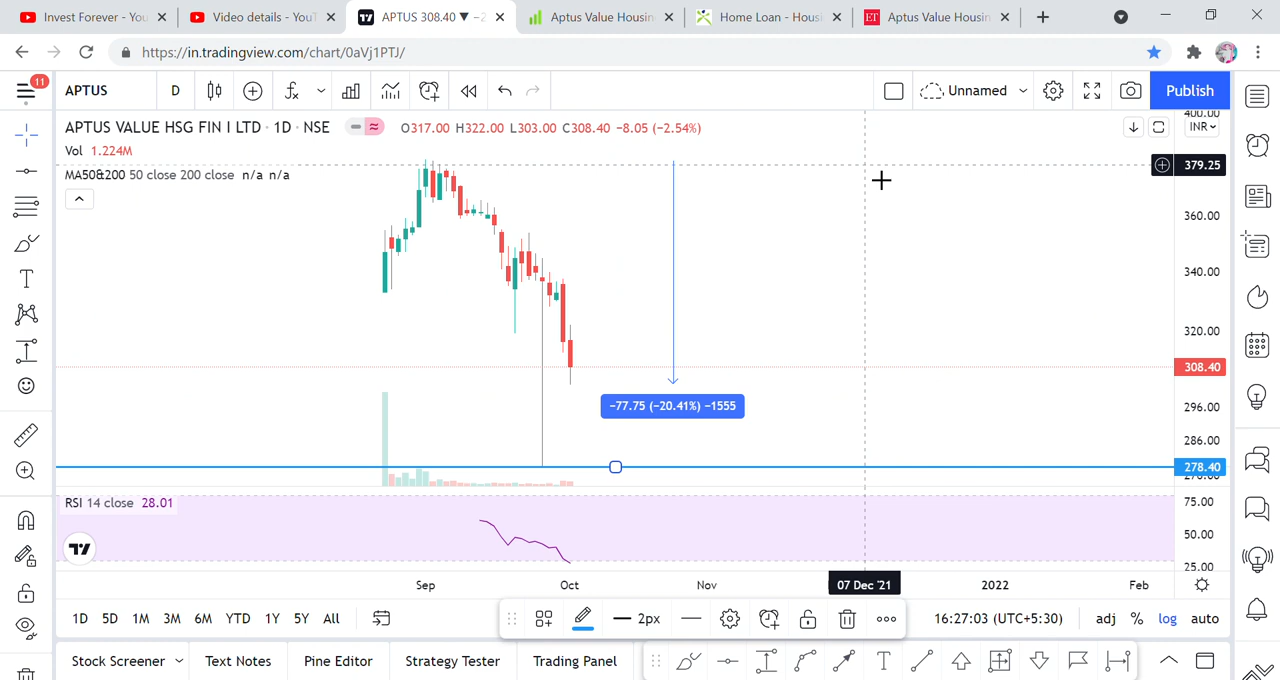 Invest Forever - You
Video details - YouT
APTUS 308.40 ▼ −2
Aptus Value Housin
Home Loan - Housi
ET Aptus Value Housin
https://in.tradingview.com/chart/0aVj1PTJ/
11
APTUS
D
Unnamed
Publish
APTUS VALUE HSG FIN I LTD · 1D · NSE
O317.00 H322.00 L303.00 C308.40 −8.05 (−2.54%)
Vol 1.224M
MA50&200 50 close 200 close n/a n/a
400.00
INR
379.25
360.00
340.00
320.00
308.40
296.00
286.00
278.40
−77.75 (−20.41%) −1555
RSI 14 close 28.01
75.00
50.00
25.00
Sep
Oct
Nov
07 Dec '21
2022
Feb
1D 5D 1M 3M 6M YTD 1Y 5Y All
2px
16:27:03 (UTC+5:30)
adj % log auto
Stock Screener
Text Notes
Pine Editor
Strategy Tester
Trading Panel